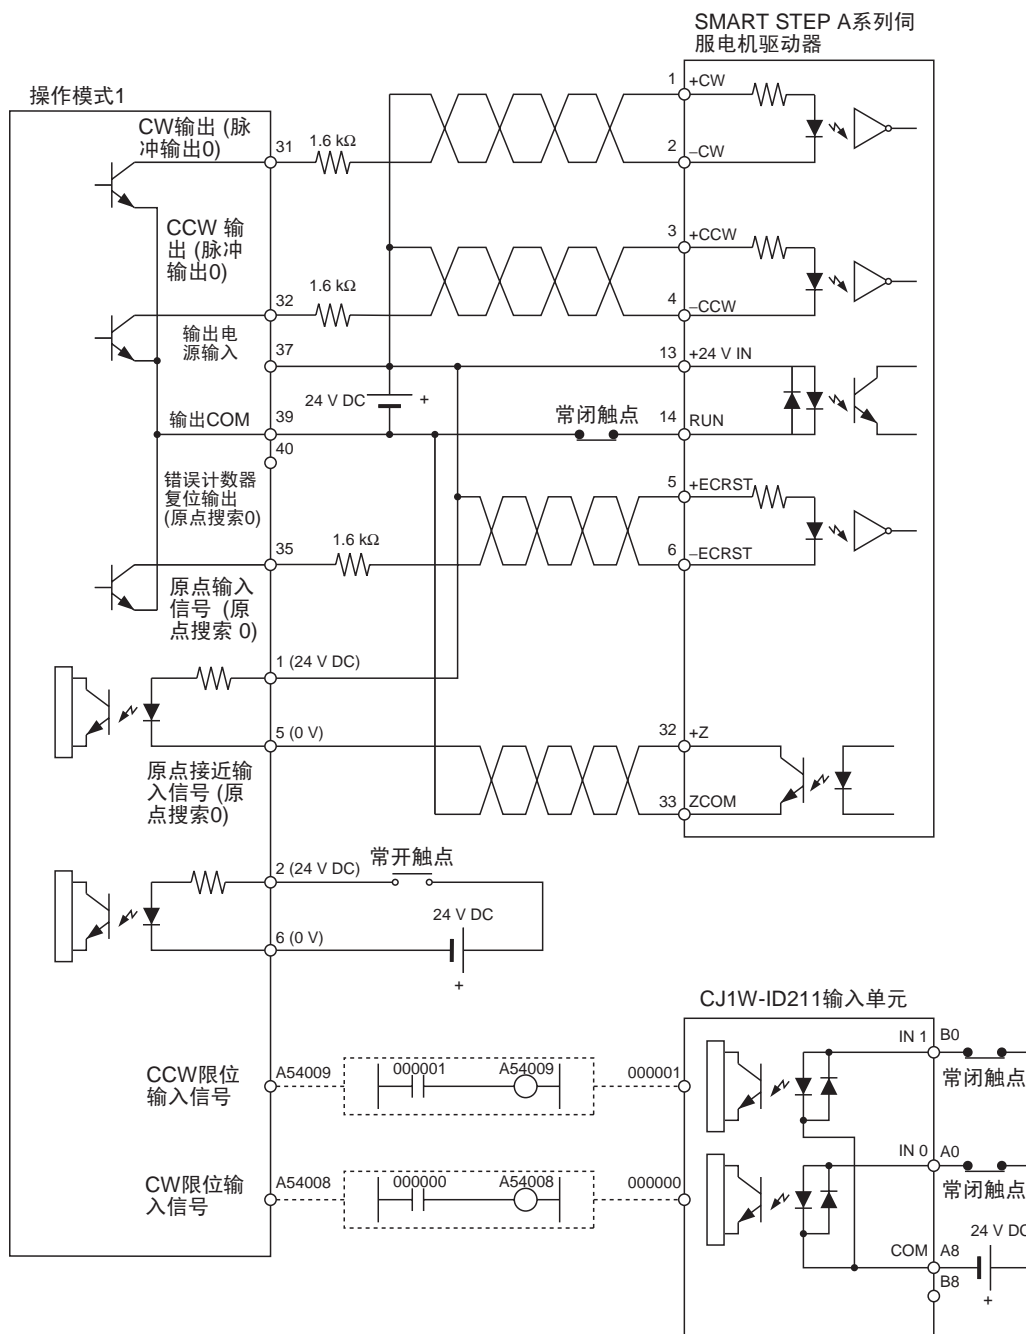 SMART STEP A系列伺
服电机驱动器
操作模式1
CW输出 (脉
冲输出0)
31
1.6 kΩ
1
+CW
2
–CW
CCW 输
出 (脉冲
输出0)
32
1.6 kΩ
3
+CCW
4
–CCW
输出电
源输入
37
13
+24 V IN
24 V DC
+
输出COM
39
常闭触点
14
RUN
40
错误计数器
复位输出
(原点搜索0)
35
1.6 kΩ
5
+ECRST
6
–ECRST
原点输入
信号 (原
点搜索 0)
1 (24 V DC)
5 (0 V)
32
+Z
33
ZCOM
原点接近输
入信号 (原
点搜索0)
2 (24 V DC)
常开触点
24 V DC
6 (0 V)
+
CJ1W-ID211输入单元
IN 1
B0
常闭触点
CCW限位
输入信号
A54009
000001
A54009
000001
IN 0
A0
常闭触点
CW限位输
入信号
A54008
000000
A54008
000000
24 V DC
COM
A8
B8
+